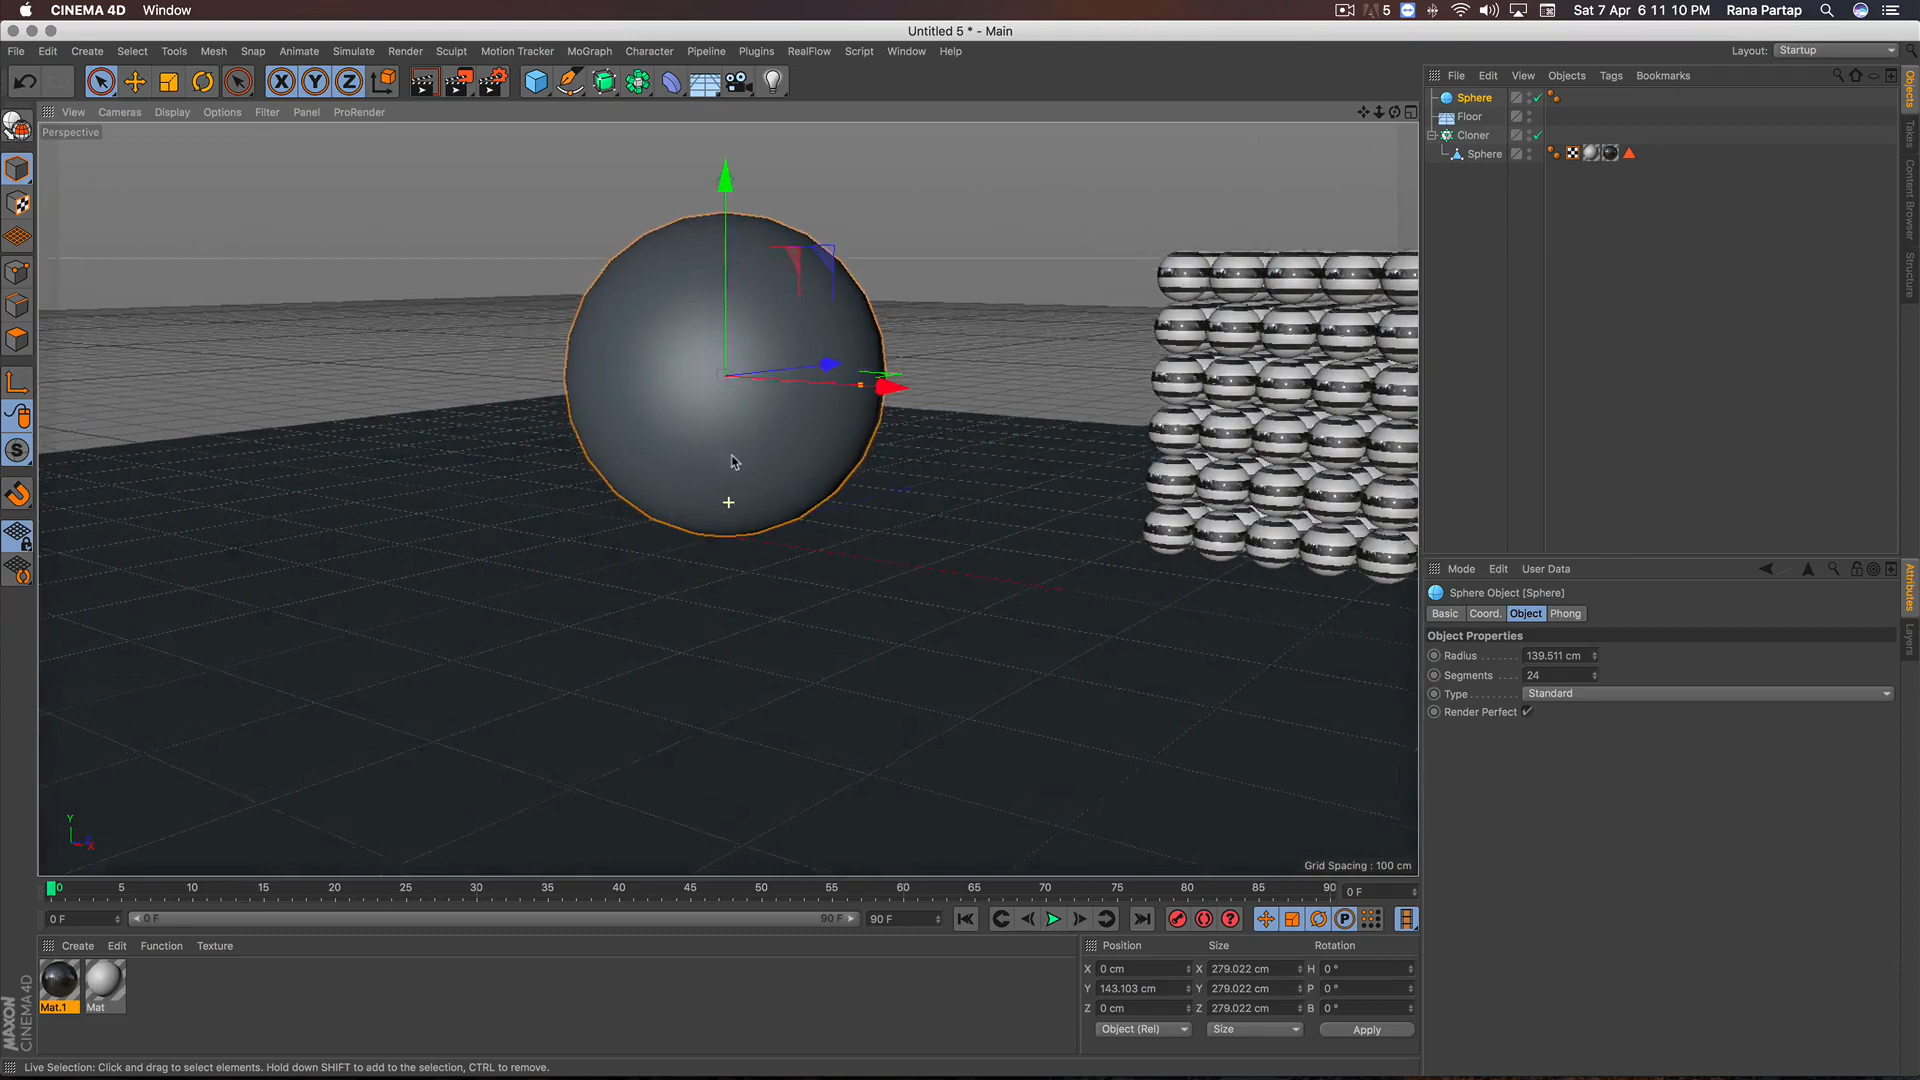 CINEMA 4D Window
5 Sat 7 Apr 6 11:10 PM Rana Partap
Untitled 5 * - Main
File Edit Create Select Tools Mesh Snap Animate Simulate Render Sculpt Motion Tracker MoGraph Character Pipeline Plugins RealFlow Script Window Help
Layout: Startup
File Edit View Objects Tags Bookmarks
X Y Z
View Cameras Display Options Filter Panel ProRender
Perspective
Sphere
Floor
Cloner
Sphere
Objects
Takes
Content Browser
Structure
Mode Edit User Data
Sphere Object [Sphere]
Basic Coord. Object Phong
Object Properties
Radius 139.511 cm
Segments 24
Type Standard
Render Perfect
Attributes
Layers
S
Y
X
Grid Spacing : 100 cm
0 5 10 15 20 25 30 35 40 45 50 55 60 65 70 75 80 85 90 0 F
0 F 0 F 90 F 90 F
P
Create Edit Function Texture
Mat.1 Mat
Position Size Rotation
X 0 cm X 279.022 cm H 0 °
Y 143.103 cm Y 279.022 cm P 0 °
Z 0 cm Z 279.022 cm B 0 °
Object (Rel) Size Apply
MAXON
CINEMA 4D
Live Selection: Click and drag to select elements. Hold down SHIFT to add to the selection, CTRL to remove.